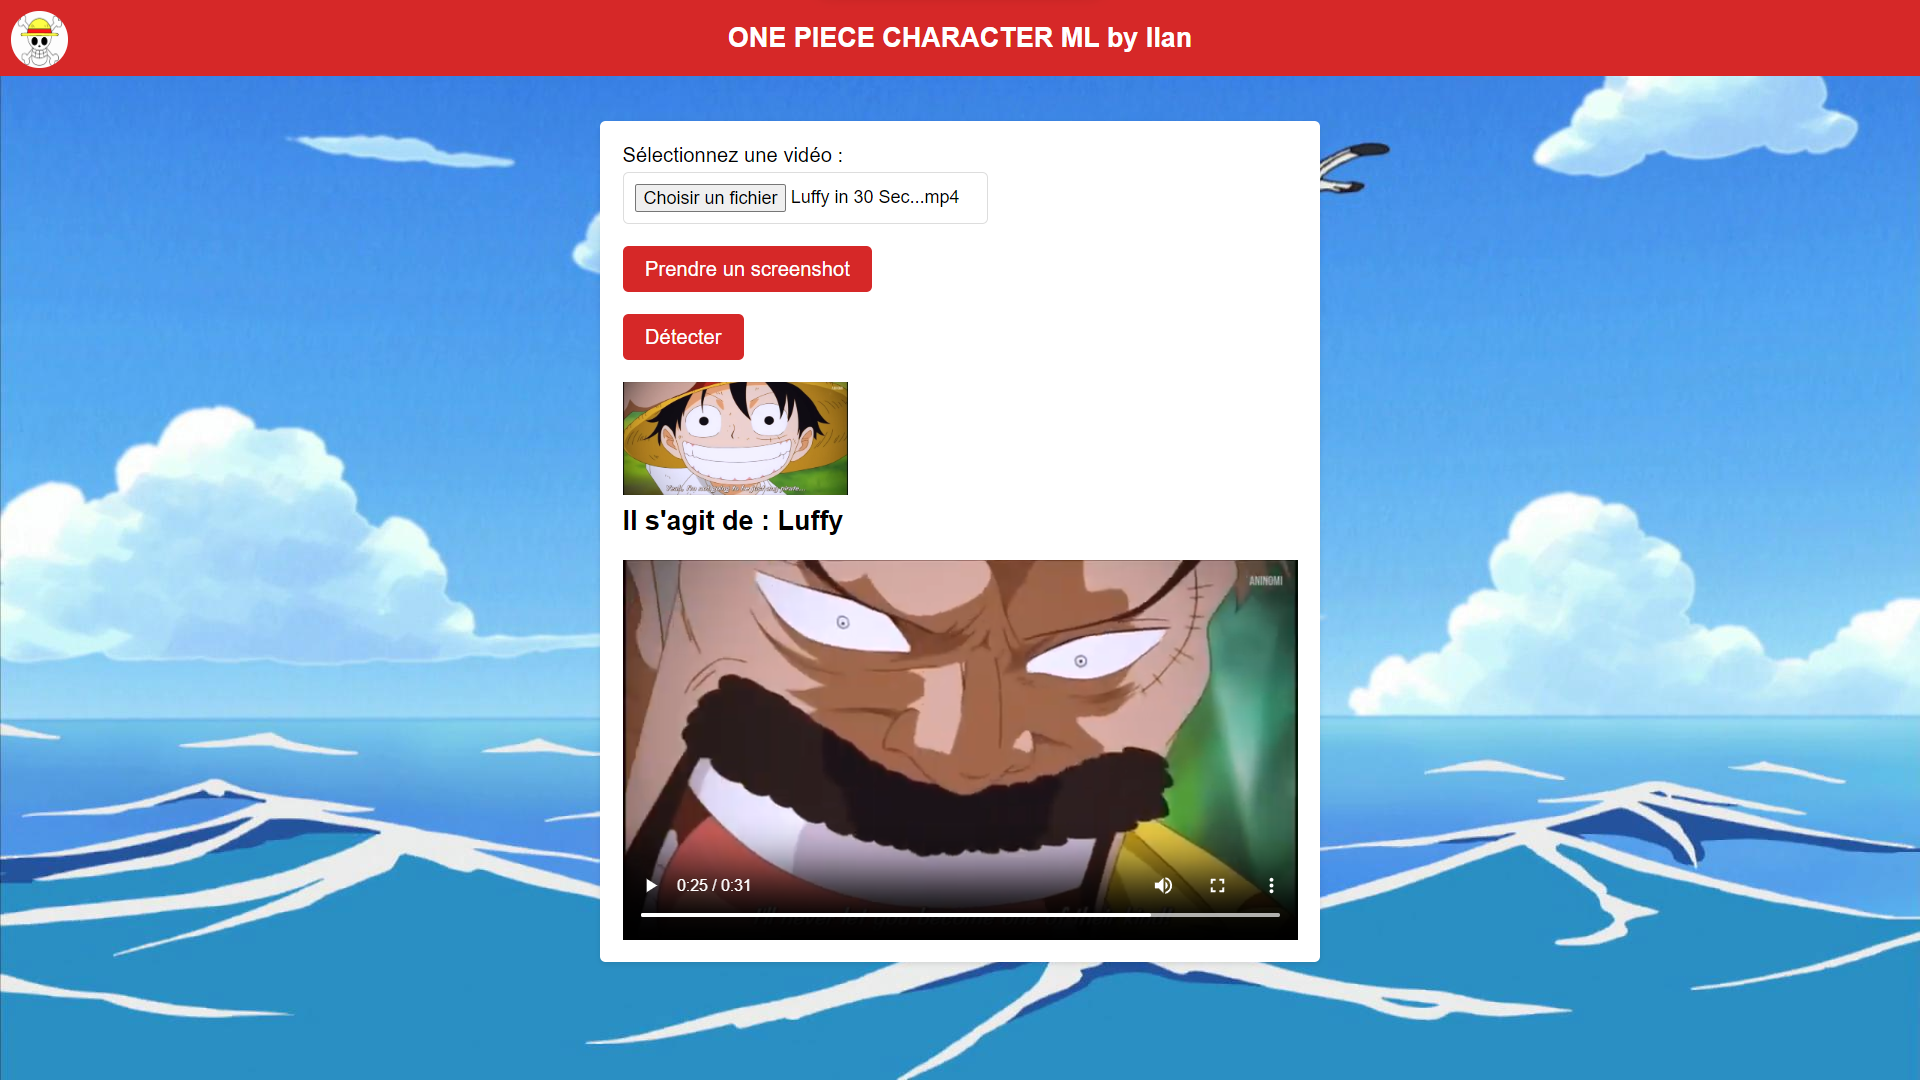 ONE PIECE CHARACTER ML by Ilan
Sélectionnez une vidéo :
Choisir un fichier Luffy in 30 Sec...mp4
Prendre un screenshot
Détecter
Il s'agit de : Luffy
ANINOMI
0:25 / 0:31